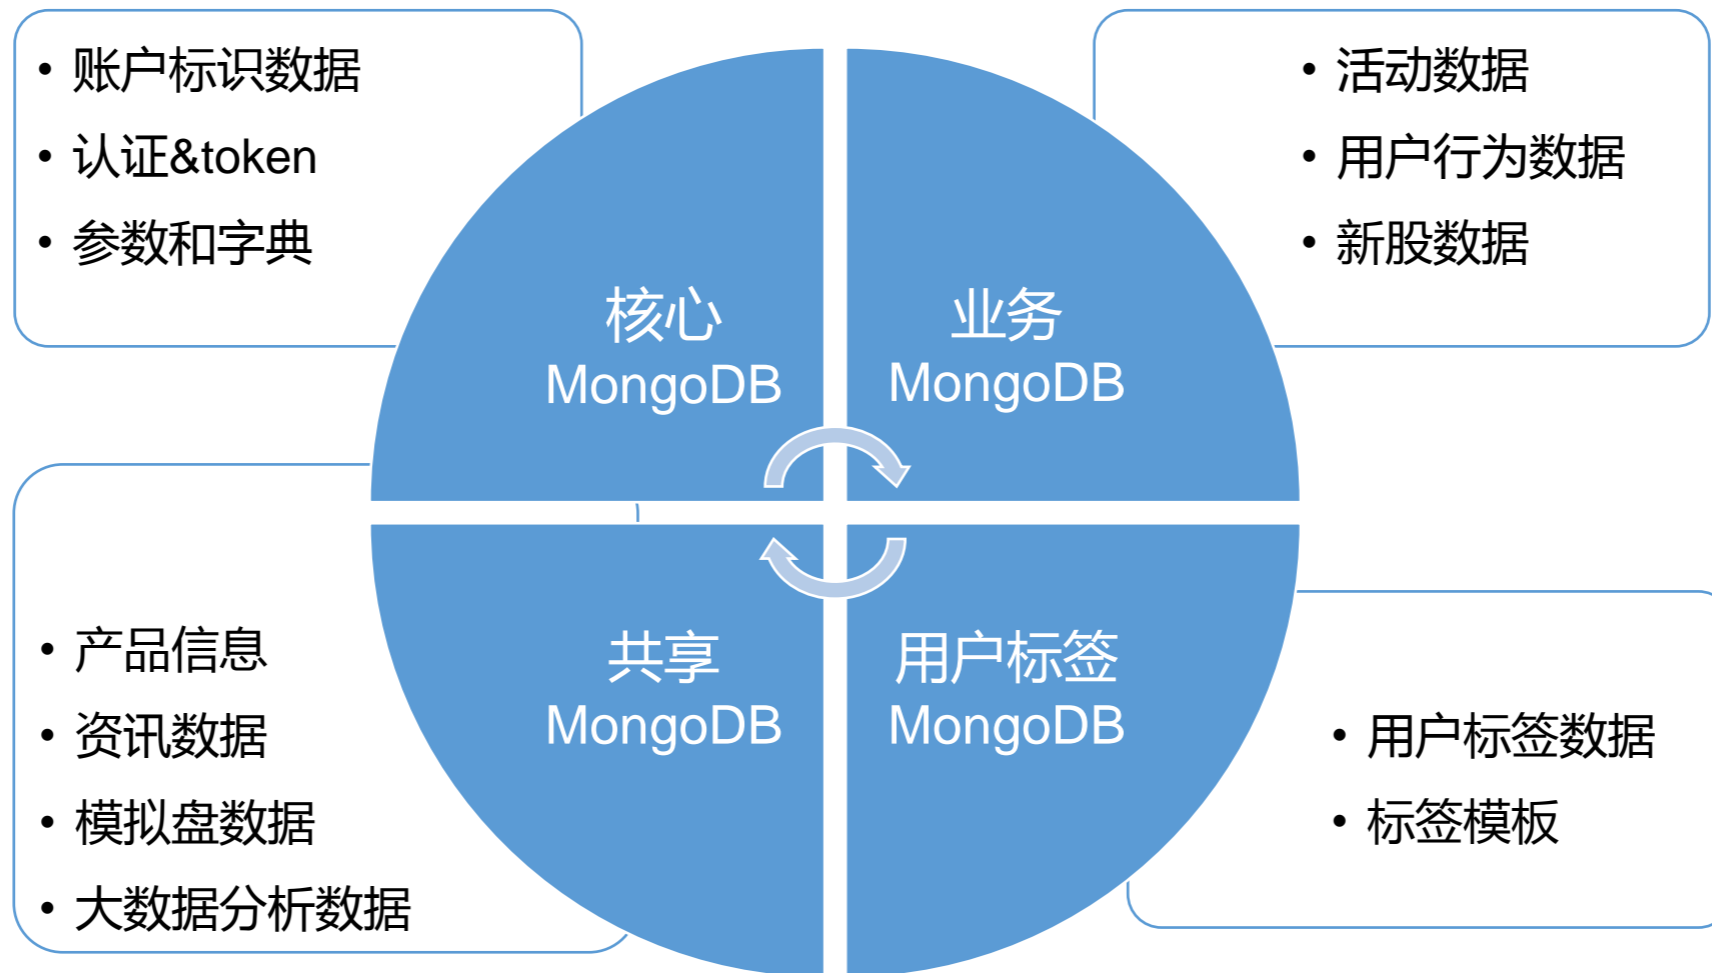 • 账户标识数据
• 认证&token
• 参数和字典
• 活动数据
• 用户行为数据
• 新股数据
核心
MongoDB
业务
MongoDB
共享
MongoDB
用户标签
MongoDB
• 产品信息
• 资讯数据
• 模拟盘数据
• 大数据分析数据
• 用户标签数据
• 标签模板